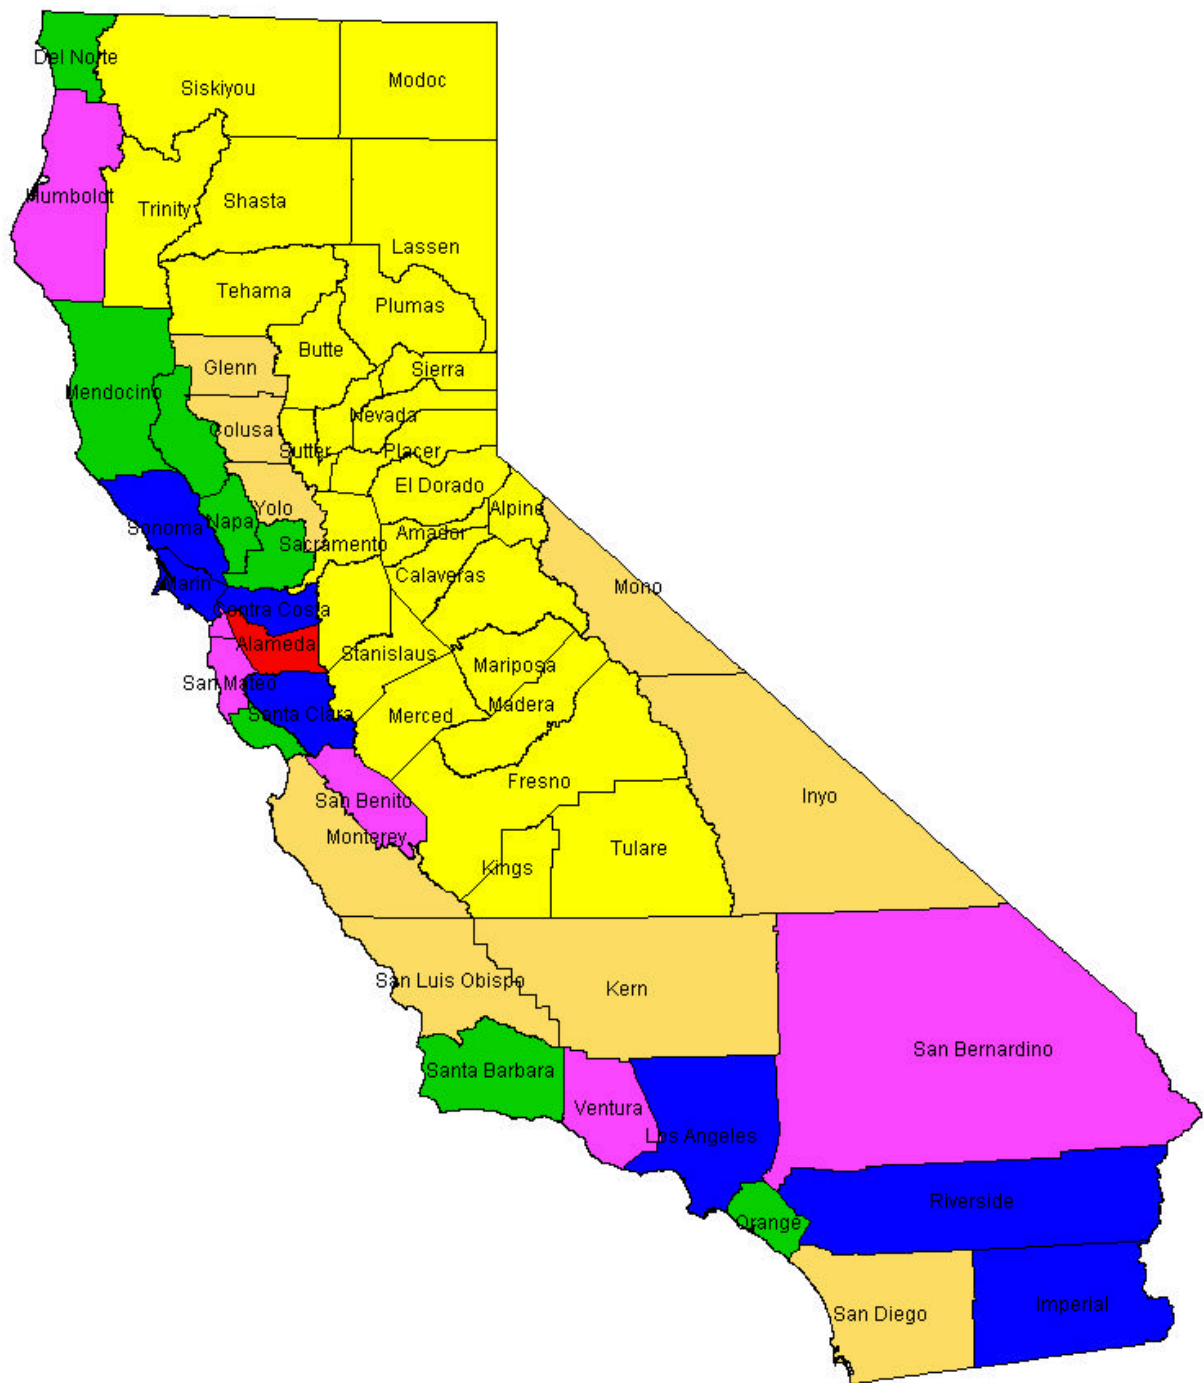 Del Norte
Siskiyou
Modoc
Humboldt
Trinity
Shasta
Lassen
Tehama
Plumas
Butte
Glenn
Sierra
Mendocino
Nevada
Colusa
Sutter
Placer
El Dorado
Yolo
Alpine
Napa
Sonoma
Amador
Sacramento
Calaveras
Marin
Mono
Contra Costa
Alameda
Stanislaus
Mariposa
San Mateo
Madera
Santa Clara
Merced
Fresno
Inyo
San Benito
Monterey
Tulare
Kings
San Luis Obispo
Kern
San Bernardino
Santa Barbara
Ventura
Los Angeles
Riverside
Orange
Imperial
San Diego